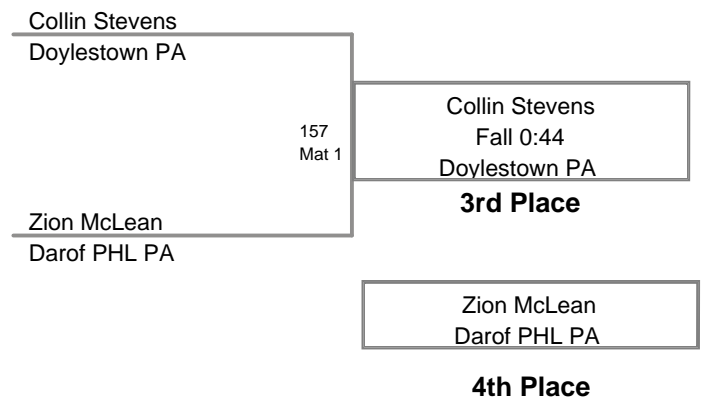 Collin Stevens
Doylestown PA
157
Mat 1
Collin Stevens
Fall 0:44
Doylestown PA
3rd Place
Zion McLean
Darof PHL PA
Zion McLean
Darof PHL PA
4th Place